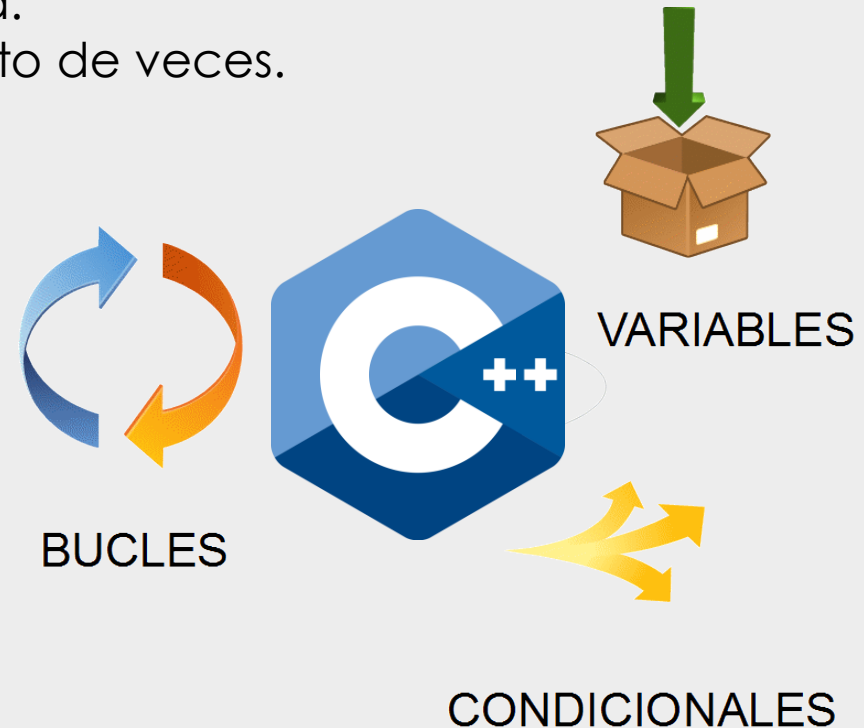 to de veces.
C++
VARIABLES
BUCLES
CONDICIONALES